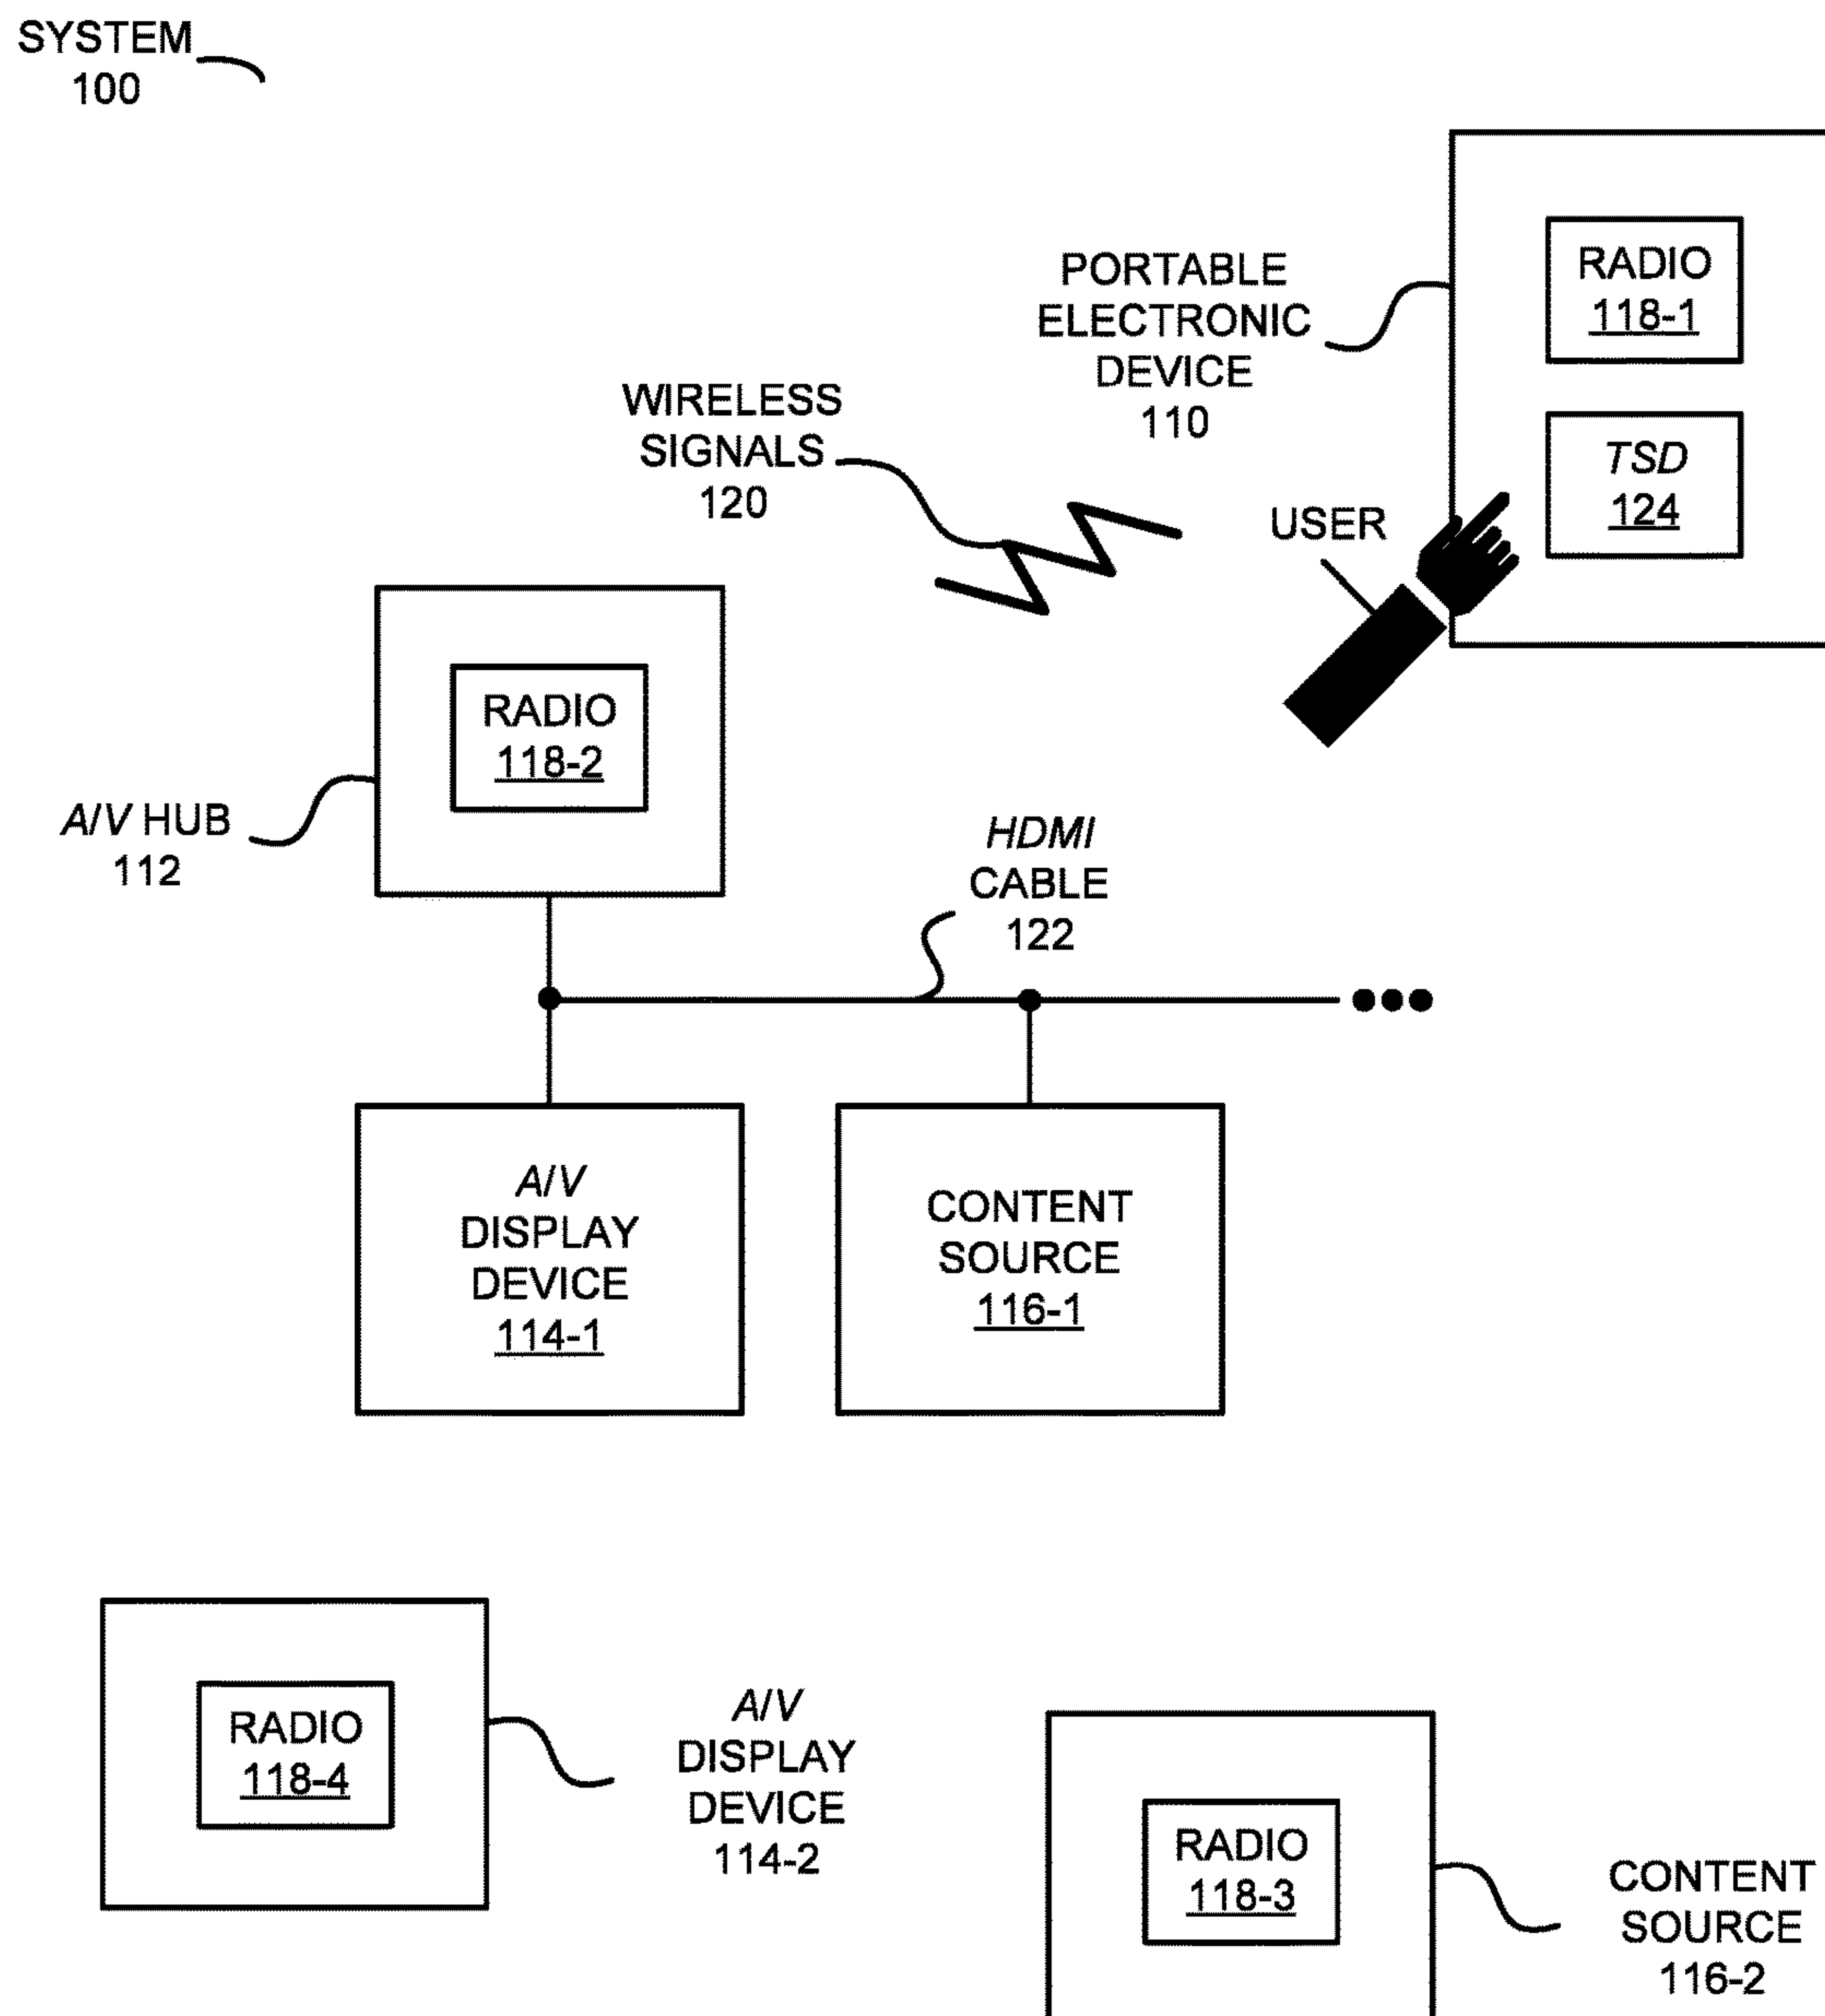 SYSTEM
100
PORTABLE
ELECTRONIC
DEVICE
110
RADIO
118-1
TSD
124
WIRELESS
SIGNALS
120
USER
RADIO
118-2
A/V HUB
112
HDMI
CABLE
122
A/V
DISPLAY
DEVICE
114-1
CONTENT
SOURCE
116-1
RADIO
118-4
A/V
DISPLAY
DEVICE
114-2
RADIO
118-3
CONTENT
SOURCE
116-2